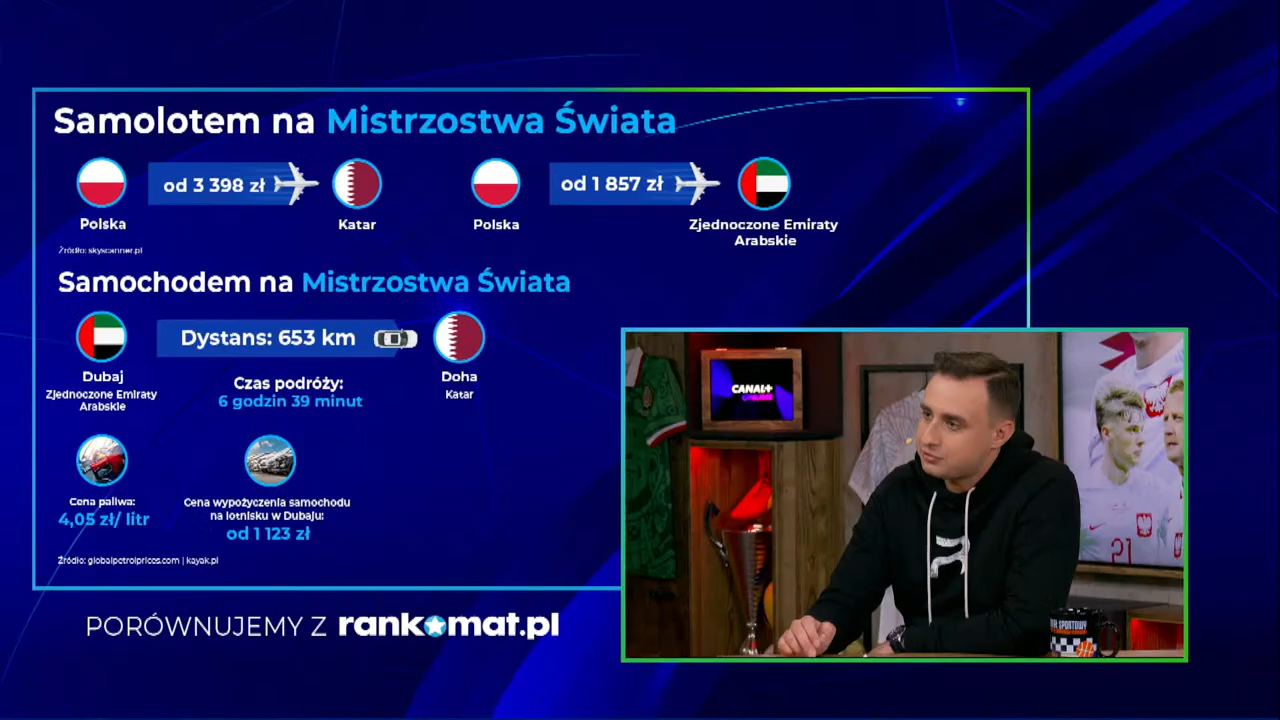 Samolotem na Mistrzostwa Świata
od 3 398 zł
od 1 857 zł
Polska
Katar
Polska
Zjednoczone Emiraty
Arabskie
Źródło: skyscanner.pl
Samochodem na Mistrzostwa Świata
Dystans: 653 km
Dubaj
Zjednoczone Emiraty
Arabskie
Czas podróży:
6 godzin 39 minut
Doha
Katar
Cena paliwa:
4,05 zł/ litr
Cena wypożyczenia samochodu
na lotnisku w Dubaju:
od 1 123 zł
Źródło: globalpetrolprices.com | kayak.pl
PORÓWNUJEMY Z rankomat.pl
CANAL+
21
SPORTOWY